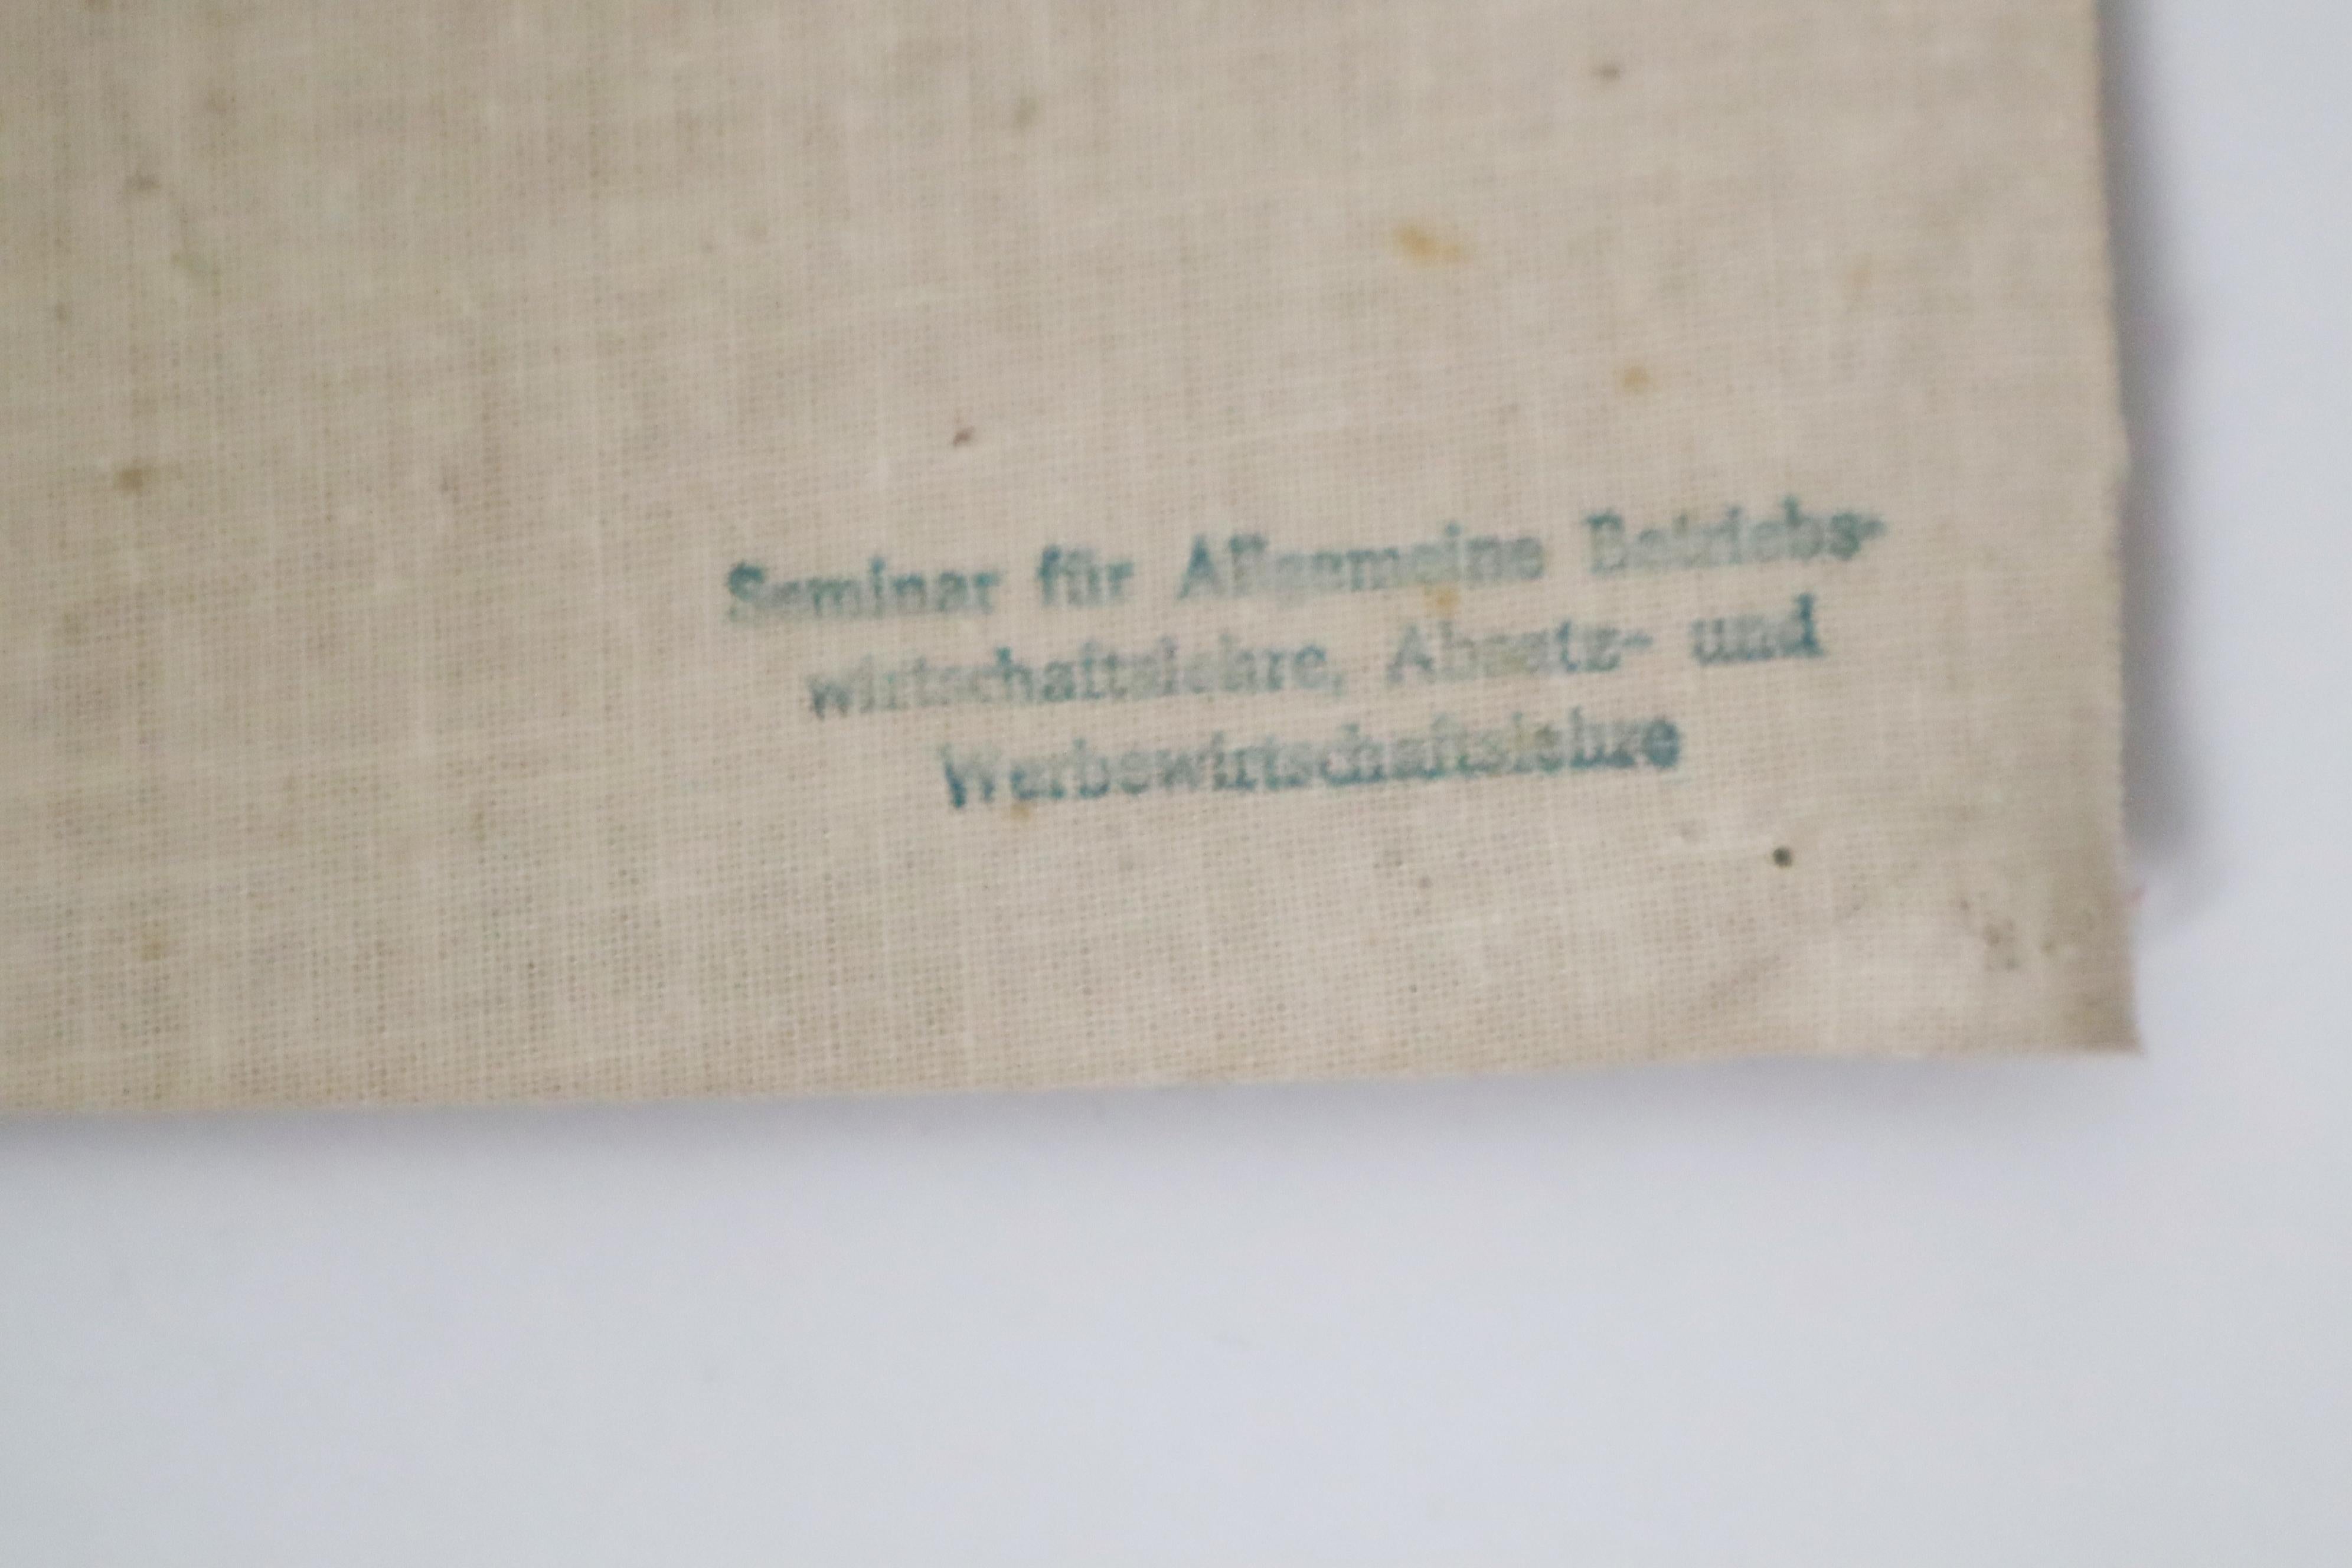 Seminar für Allgemeine Betriebs-
wirtschaftslehre, Absatz- und
Werbewirtschaftslehre